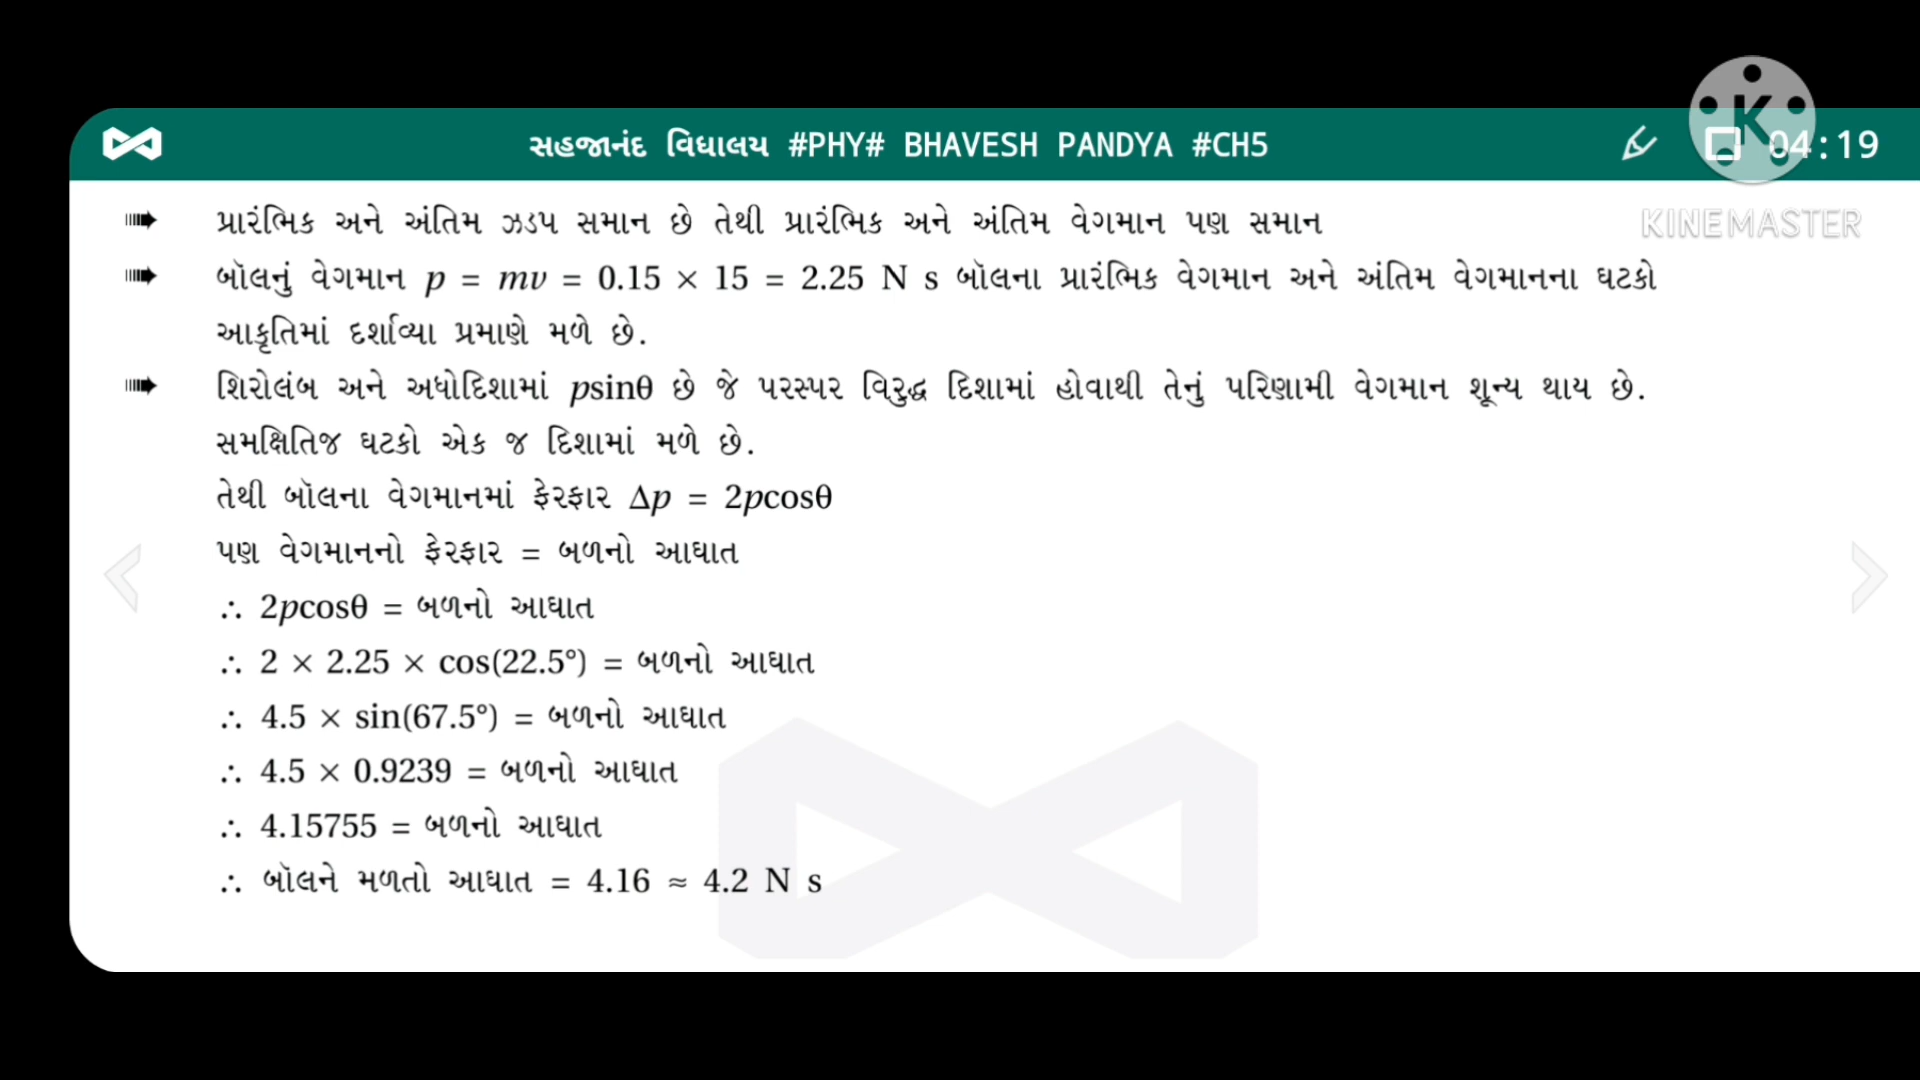 સહજાનંદ વિધાલય #PHY# BHAVESH PANDYA #CH5
04:19
K
KINEMASTER
પ્રારંભિક અને અંતિમ ઝડપ સમાન છે તેથી પ્રારંભિક અને અંતિમ વેગમાન પણ સમાન
બૉલનું વેગમાન p = mv = 0.15 × 15 = 2.25 N s બૉલના પ્રારંભિક વેગમાન અને અંતિમ વેગમાનના ઘટકો
આકૃતિમાં દર્શાવ્યા પ્રમાણે મળે છે.
શિરોલંબ અને અધોદિશામાં psinθ છે જે પરસ્પર વિરુદ્ધ દિશામાં હોવાથી તેનું પરિણામી વેગમાન શૂન્ય થાય છે.
સમક્ષિતિજ ઘટકો એક જ દિશામાં મળે છે.
તેથી બૉલના વેગમાનમાં ફેરફાર Δp = 2pcosθ
પણ વેગમાનનો ફેરફાર = બળનો આઘાત
∴ 2pcosθ = બળનો આઘાત
∴ 2 × 2.25 × cos(22.5°) = બળનો આઘાત
∴ 4.5 × sin(67.5°) = બળનો આઘાત
∴ 4.5 × 0.9239 = બળનો આઘાત
∴ 4.15755 = બળનો આઘાત
∴ બૉલને મળતો આઘાત = 4.16 ≈ 4.2 N s